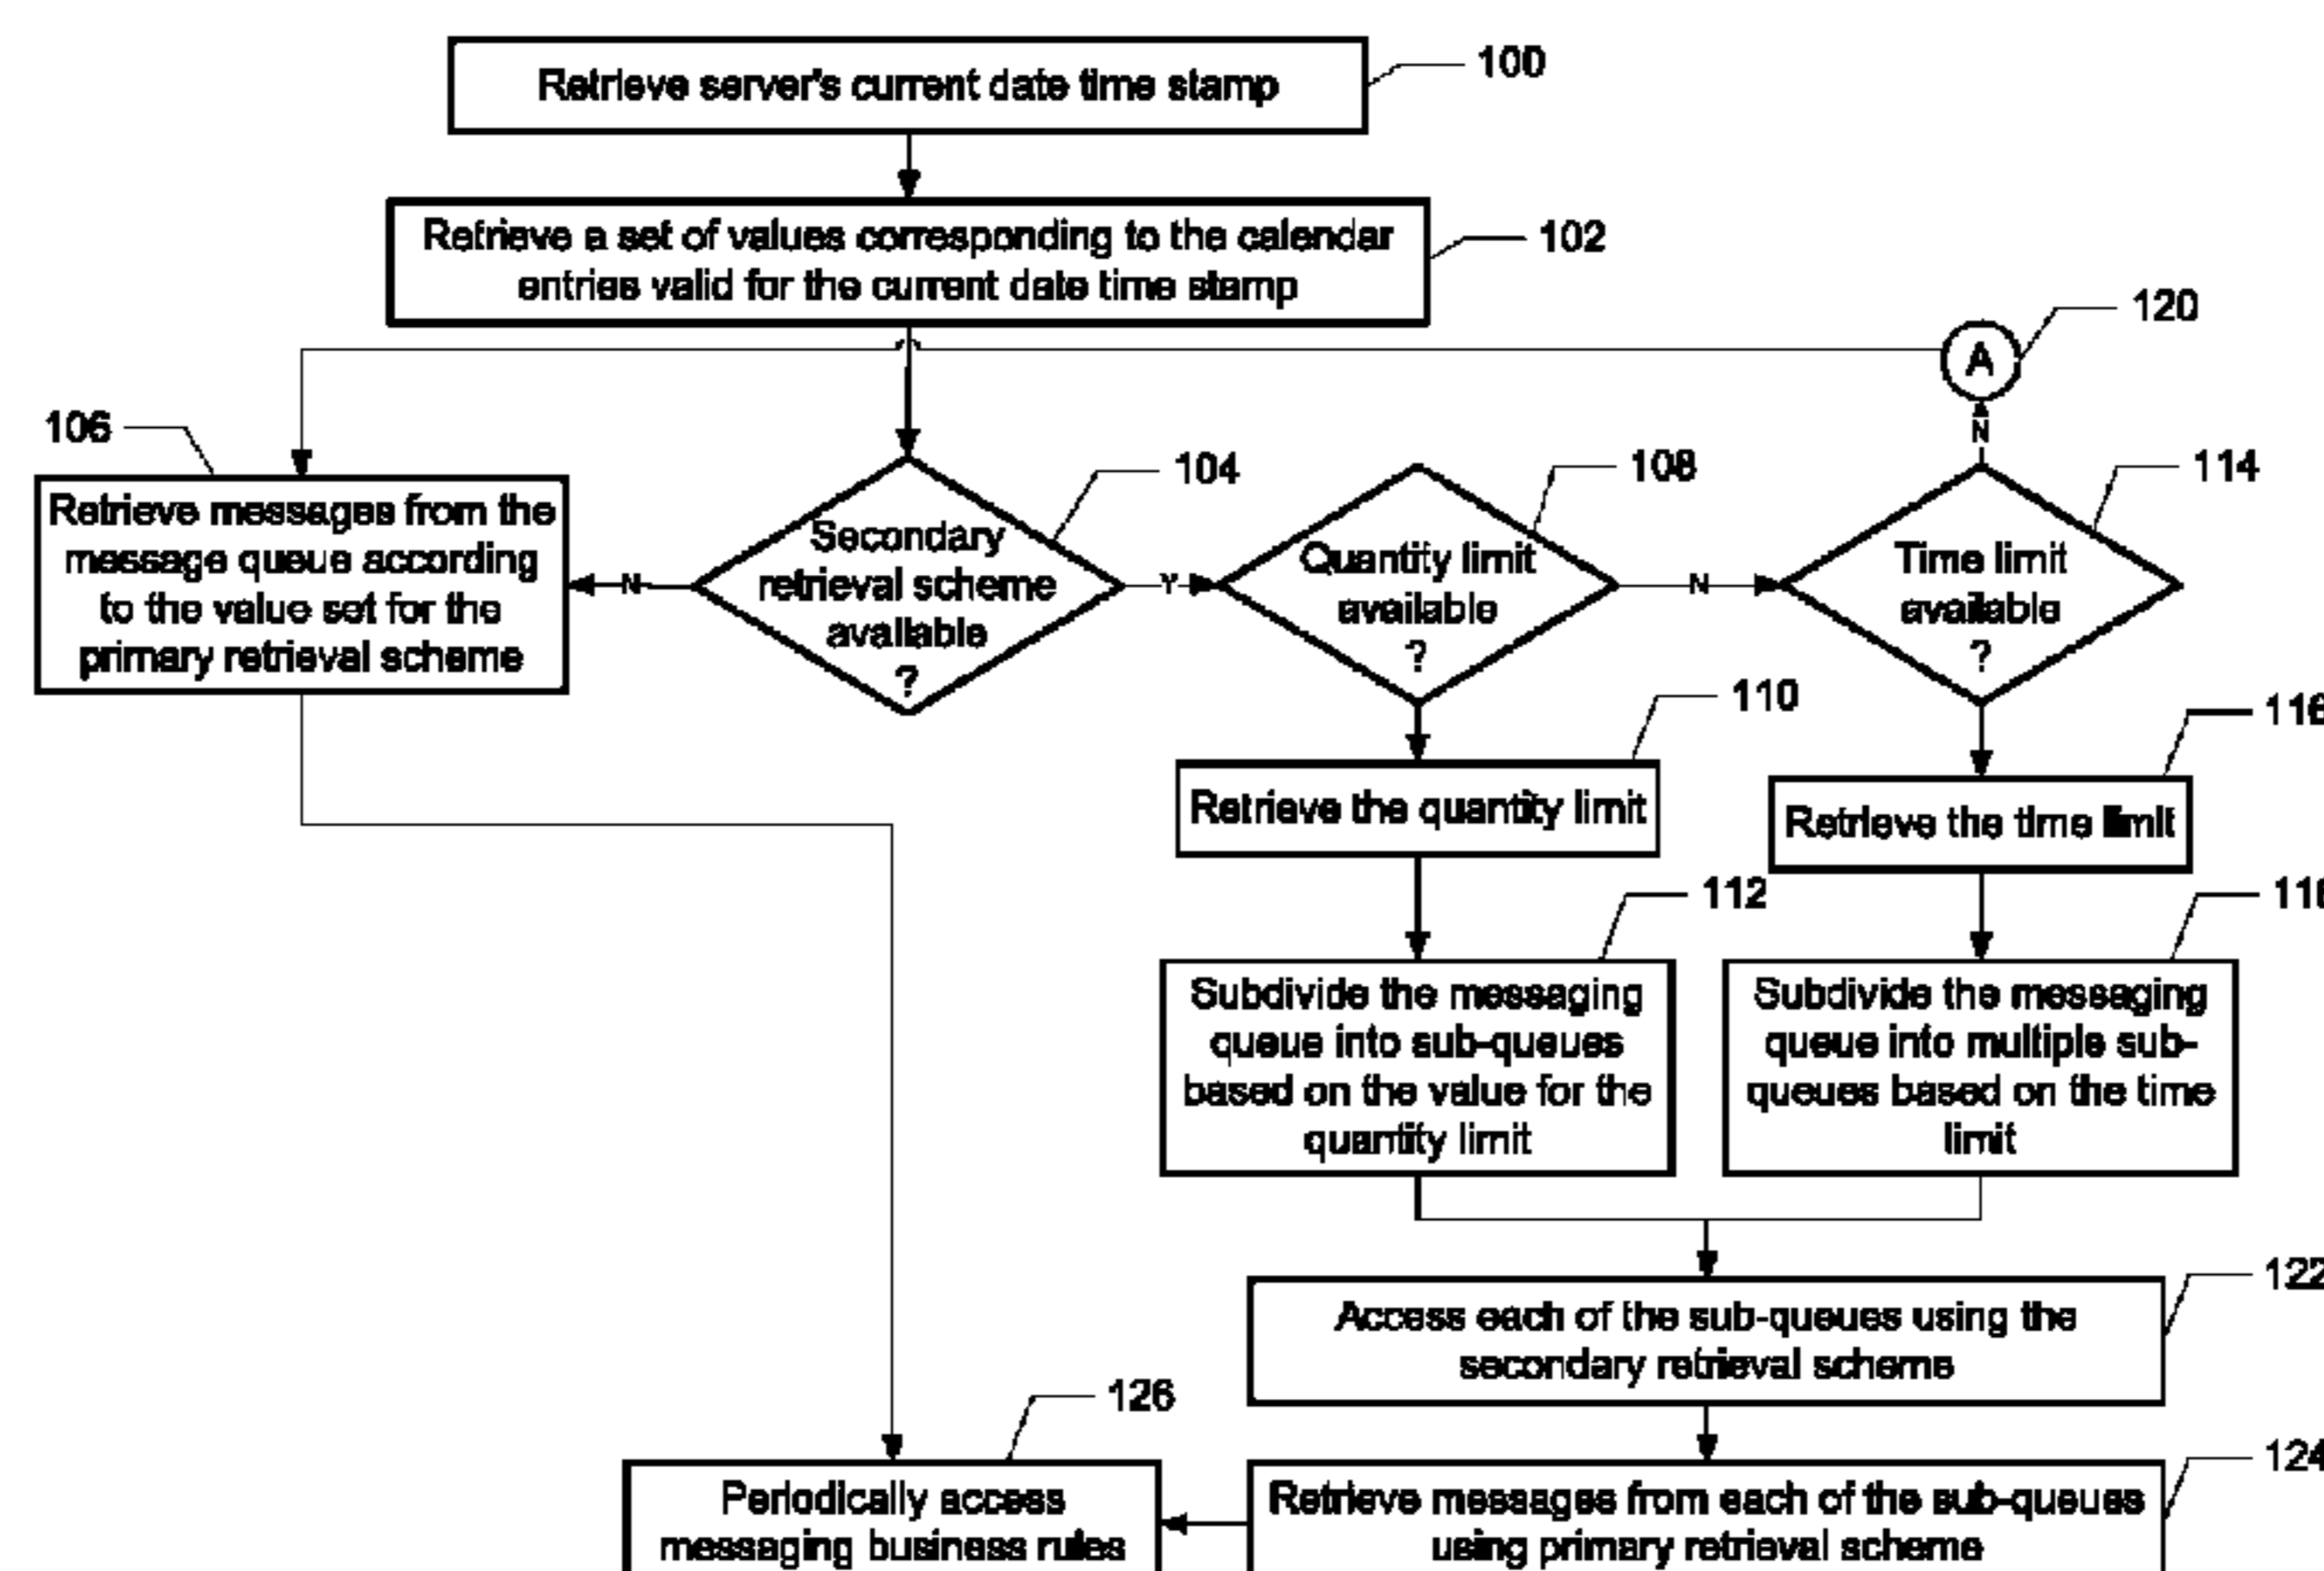 Retrieve server's current date time stamp
100
Retrieve a set of values corresponding to the calendar
entries valid for the current date time stamp
102
120
A
N
106
Retrieve messages from the
message queue according
to the value set for the
primary retrieval scheme
N
104
Secondary
retrieval scheme
available
?
Y
108
Quantity limit
available
?
N
114
Time limit
available
?
110
Retrieve the quantity limit
116
Retrieve the time limit
112
Subdivide the messaging
queue into sub-queues
based on the value for the
quantity limit
118
Subdivide the messaging
queue into multiple sub-
queues based on the time
limit
122
Access each of the sub-queues using the
secondary retrieval scheme
126
Periodically access
messaging business rules
124
Retrieve messages from each of the sub-queues
using primary retrieval scheme